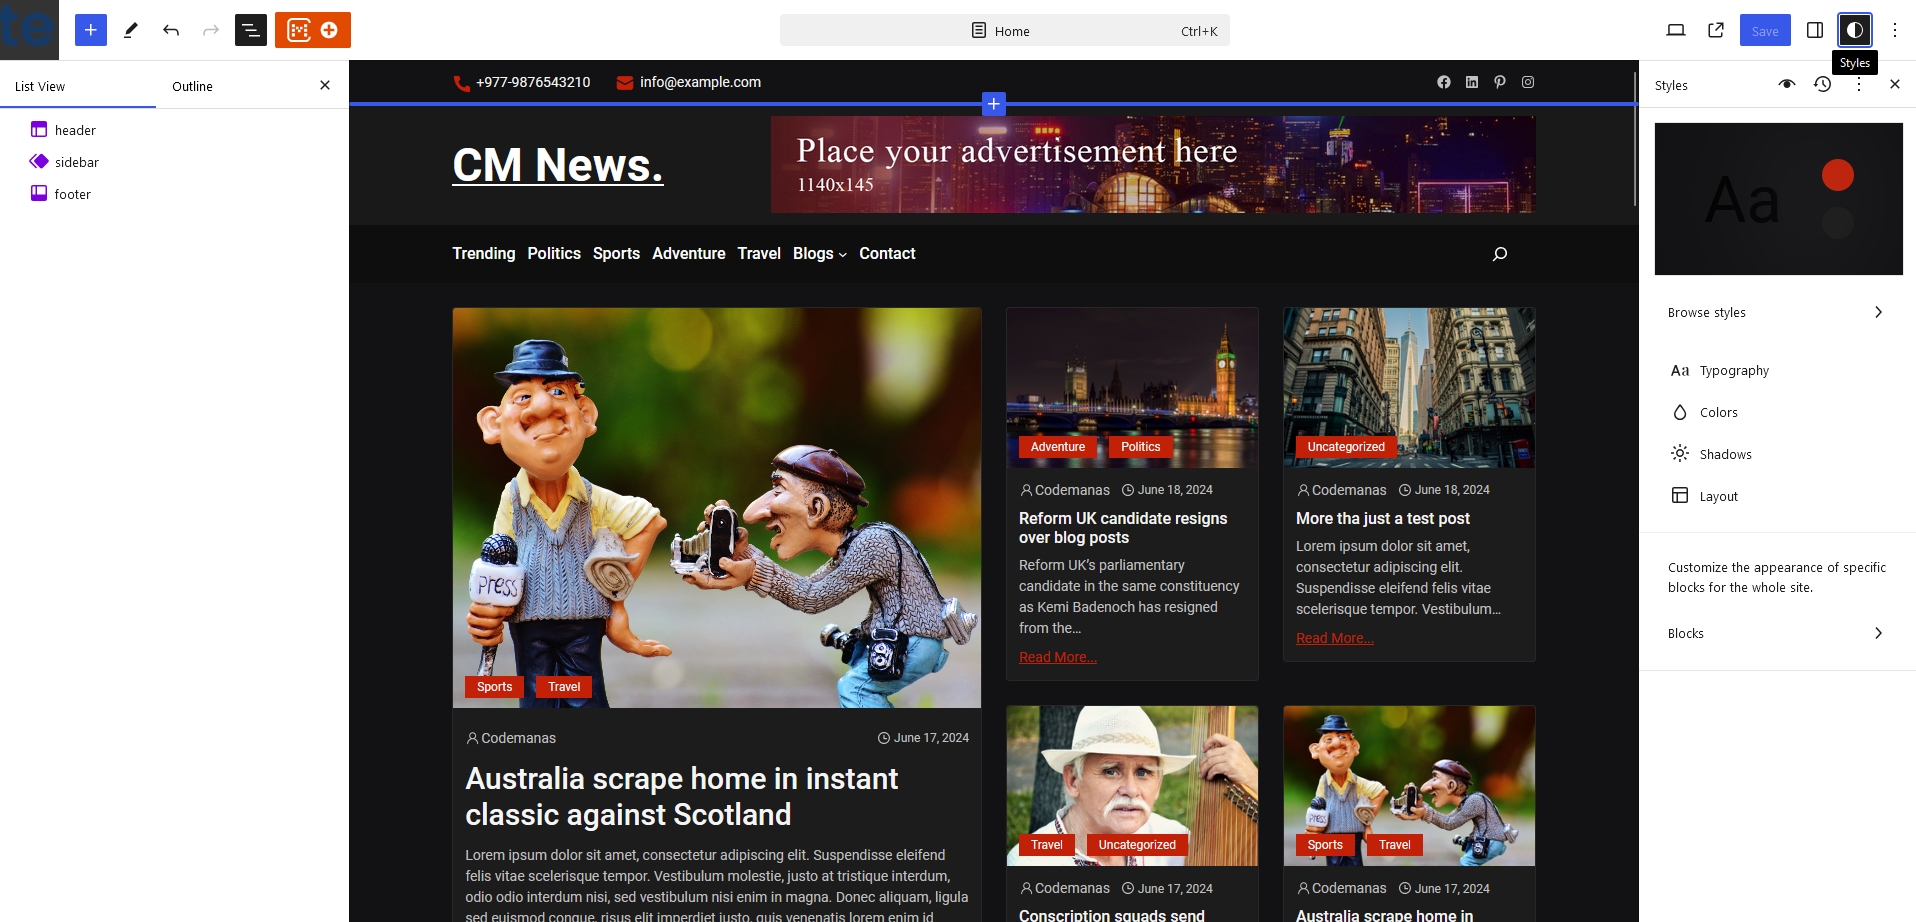 te
Home
Ctrl+K
Save
Styles
List View
Outline
header
sidebar
footer
+977-9876543210
info@example.com
CM News.
Place your advertisement here
1140x145
Trending Politics Sports Adventure Travel Blogs Contact
press
Sports Travel
Codemanas
June 17, 2024
Australia scrape home in instant
classic against Scotland
Lorem ipsum dolor sit amet, consectetur adipiscing elit. Suspendisse eleifend
felis vitae scelerisque tempor. Vestibulum molestie, justo at tristique interdum,
odio odio interdum nisi, sed vestibulum nisi enim in magna. Donec aliquam, ligula
sed euismod congue, risus elit imperdiet justo, quis venenatis lorem enim id
Adventure Politics
Codemanas June 18, 2024
Reform UK candidate resigns
over blog posts
Reform UK’s parliamentary
candidate in the same constituency
as Kemi Badenoch has resigned
from the…
Read More...
Uncategorized
Codemanas June 18, 2024
More tha just a test post
Lorem ipsum dolor sit amet,
consectetur adipiscing elit.
Suspendisse eleifend felis vitae
scelerisque tempor. Vestibulum…
Read More...
Travel Uncategorized
Codemanas June 17, 2024
Conscription squads send
press
Sports Travel
Codemanas June 17, 2024
Australia scrape home in
Styles
Aa
Browse styles
Aa Typography
Colors
Shadows
Layout
Customize the appearance of specific
blocks for the whole site.
Blocks